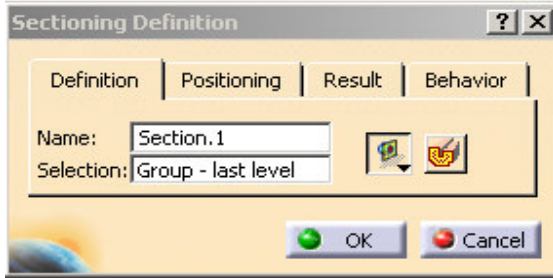 Sectioning Definition
Definition Positioning Result Behavior
Name: Section.1
Selection: Group - last level
OK Cancel